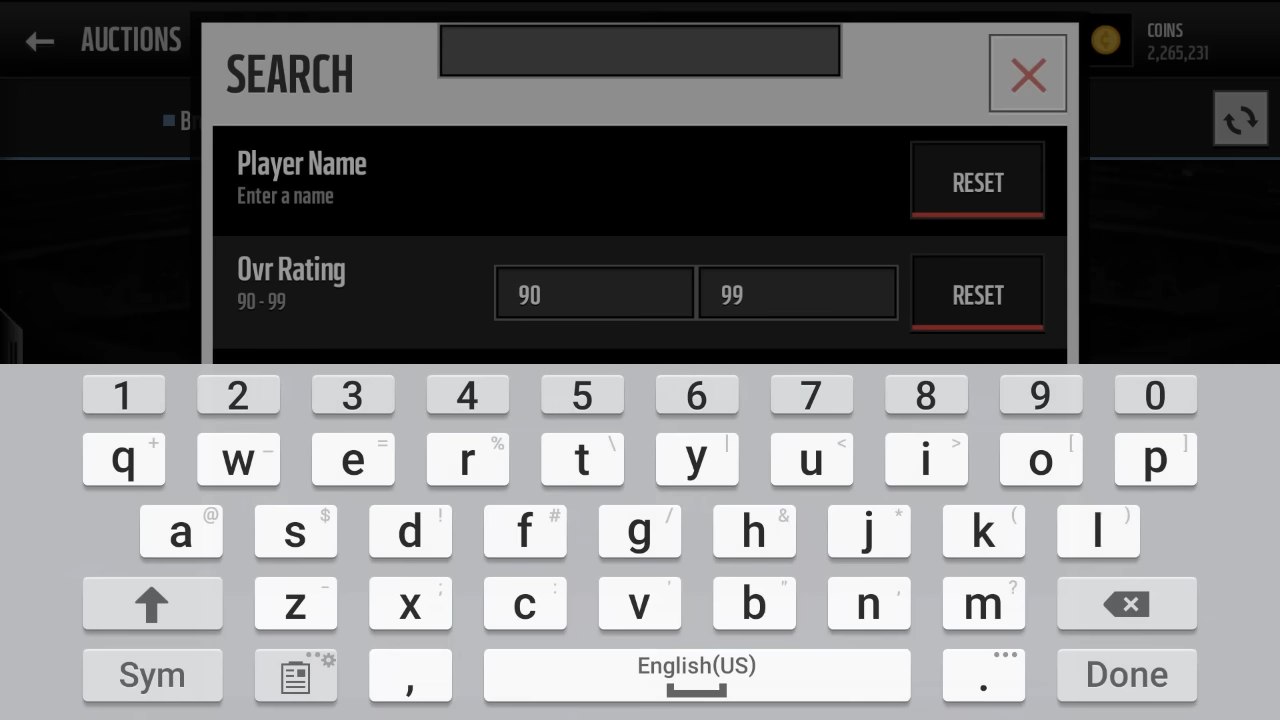 AUCTIONS
COINS
2,265,231
SEARCH
Player Name
Enter a name
RESET
Ovr Rating
90 - 99
90
99
RESET
1 2 3 4 5 6 7 8 9 0
q + w _ e = r % t \ y | u < i > o [ p ]
a @ s $ d ! f # g / h & j * k ( l )
z - x ; c : v ' b " n , m ?
Sym , English(US) . Done